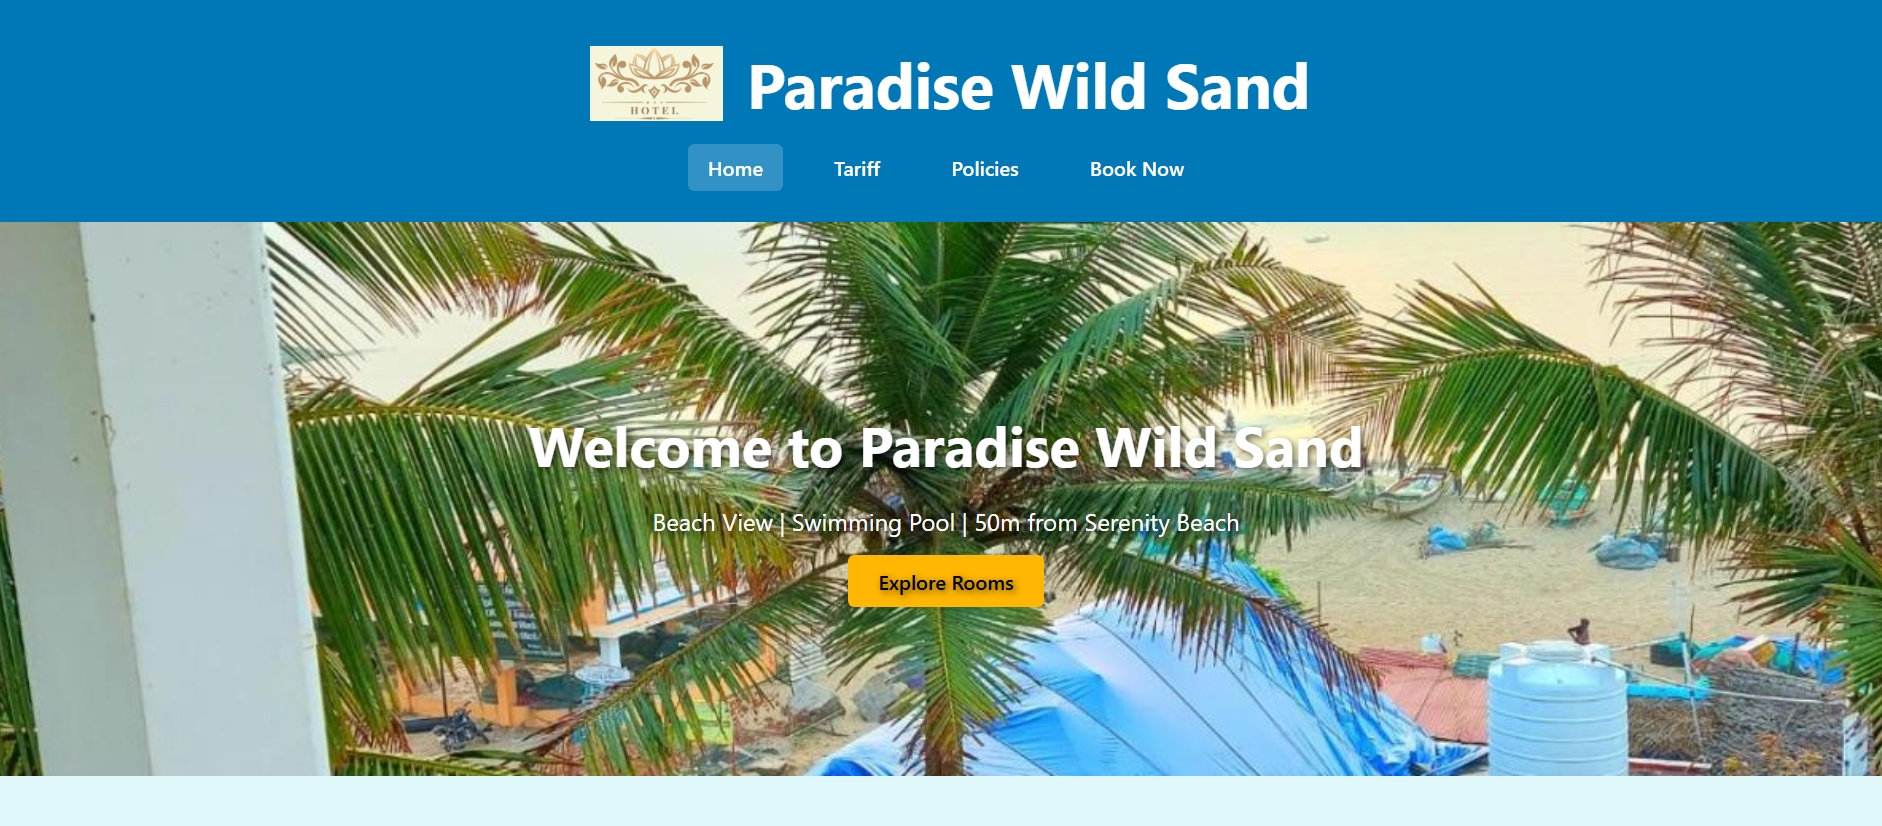 HOTEL
Paradise Wild Sand
Home
Tariff
Policies
Book Now
Welcome to Paradise Wild Sand
Beach View | Swimming Pool | 50m from Serenity Beach
Explore Rooms